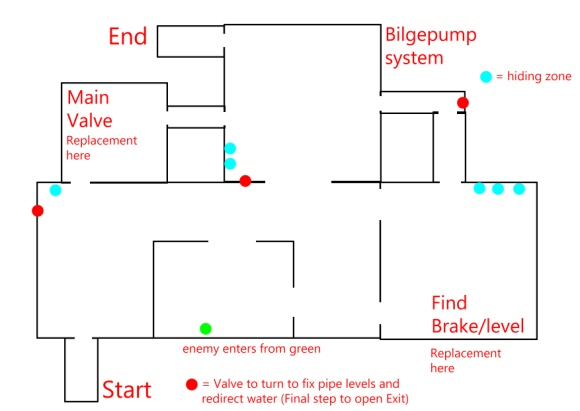 End
Bilgepump
system
= hiding zone
Main
Valve
Replacement
here
Find
Brake/level
Replacement
here
enemy enters from green
Start
= Valve to turn to fix pipe levels and
redirect water (Final step to open Exit)